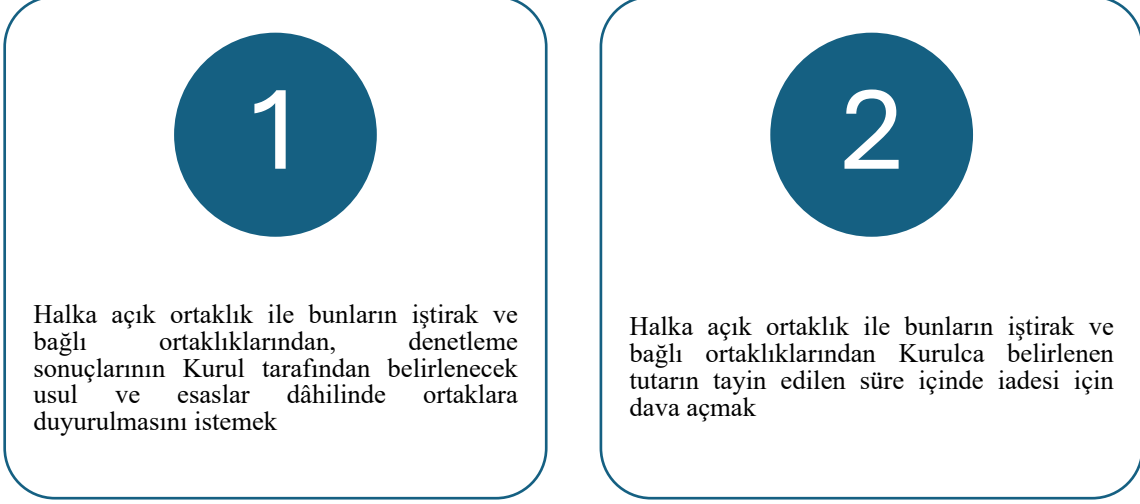 1
Halka açık ortaklık ile bunların iştirak ve
bağlı ortaklıklarından, denetleme
sonuçlarının Kurul tarafından belirlenecek
usul ve esaslar dâhilinde ortaklara
duyurulmasını istemek
2
Halka açık ortaklık ile bunların iştirak ve
bağlı ortaklıklarından Kurulca belirlenen
tutarın tayin edilen süre içinde iadesi için
dava açmak